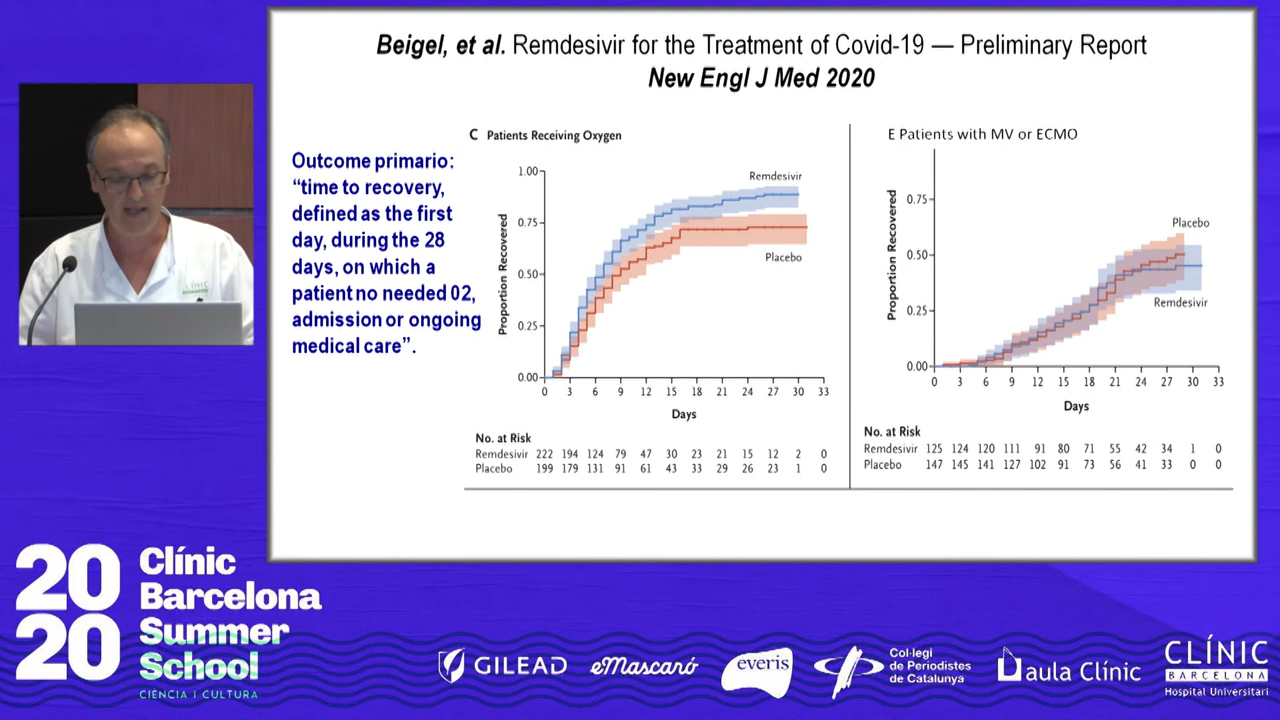 Beigel, et al. Remdesivir for the Treatment of Covid-19 — Preliminary Report
New Engl J Med 2020
Outcome primario:
“time to recovery,
defined as the first
day, during the 28
days, on which a
patient no needed 02,
admission or ongoing
medical care”.
C Patients Receiving Oxygen
Proportion Recovered
1.00
0.75
0.50
0.25
0.00
Remdesivir
Placebo
0 3 6 9 12 15 18 21 24 27 30 33
Days
No. at Risk
Remdesivir 222 194 124 79 47 30 23 21 15 12 2 0
Placebo 199 179 131 91 61 43 33 29 26 23 1 0
E Patients with MV or ECMO
Proportion Recovered
0.75
0.50
0.25
0.00
Placebo
Remdesivir
0 3 6 9 12 15 18 21 24 27 30 33
Days
No. at Risk
Remdesivir 125 124 120 111 91 80 71 55 42 34 1 0
Placebo 147 145 141 127 102 91 73 56 41 33 0 0
CLÍNIC
2020
Clínic
Barcelona
Summer
School
CIÈNCIA I CULTURA
GILEAD
eMascaró
everis
Col·legi
de Periodistes
de Catalunya
aula Clínic
CLÍNIC
BARCELONA
Hospital Universitari